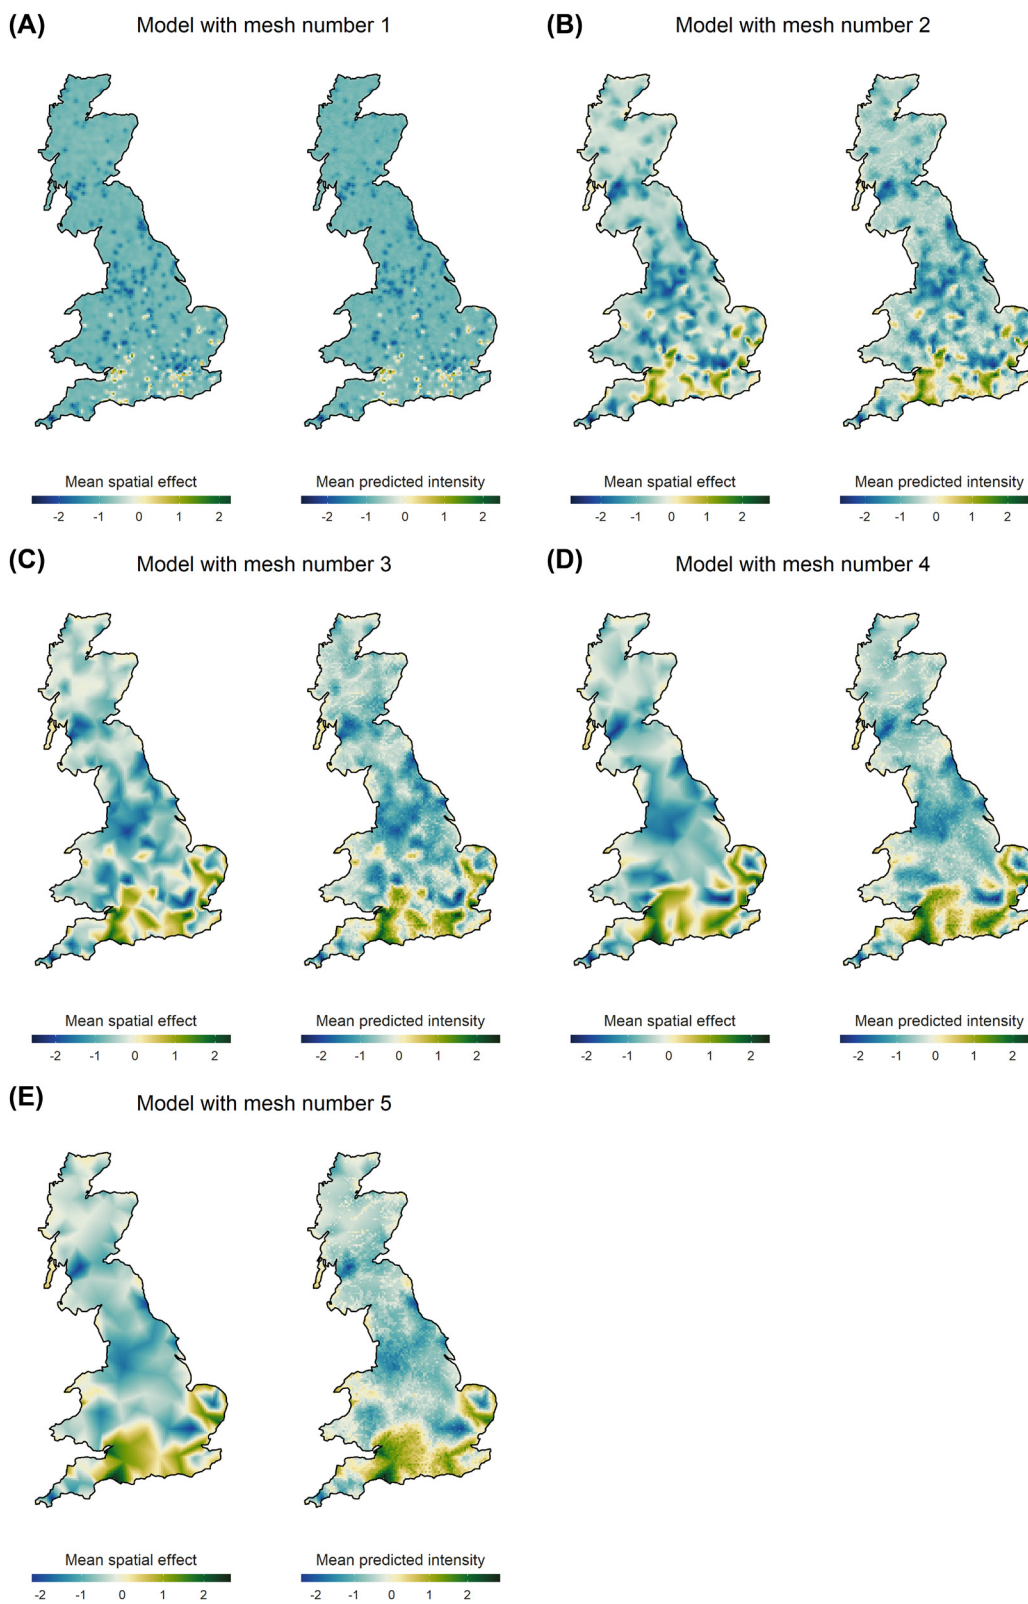 (A) Model with mesh number 1
(B) Model with mesh number 2
Mean spatial effect
-2 -1 0 1 2
Mean predicted intensity
-2 -1 0 1 2
Mean spatial effect
-2 -1 0 1 2
Mean predicted intensity
-2 -1 0 1 2
(C) Model with mesh number 3
(D) Model with mesh number 4
Mean spatial effect
-2 -1 0 1 2
Mean predicted intensity
-2 -1 0 1 2
Mean spatial effect
-2 -1 0 1 2
Mean predicted intensity
-2 -1 0 1 2
(E) Model with mesh number 5
Mean spatial effect
-2 -1 0 1 2
Mean predicted intensity
-2 -1 0 1 2